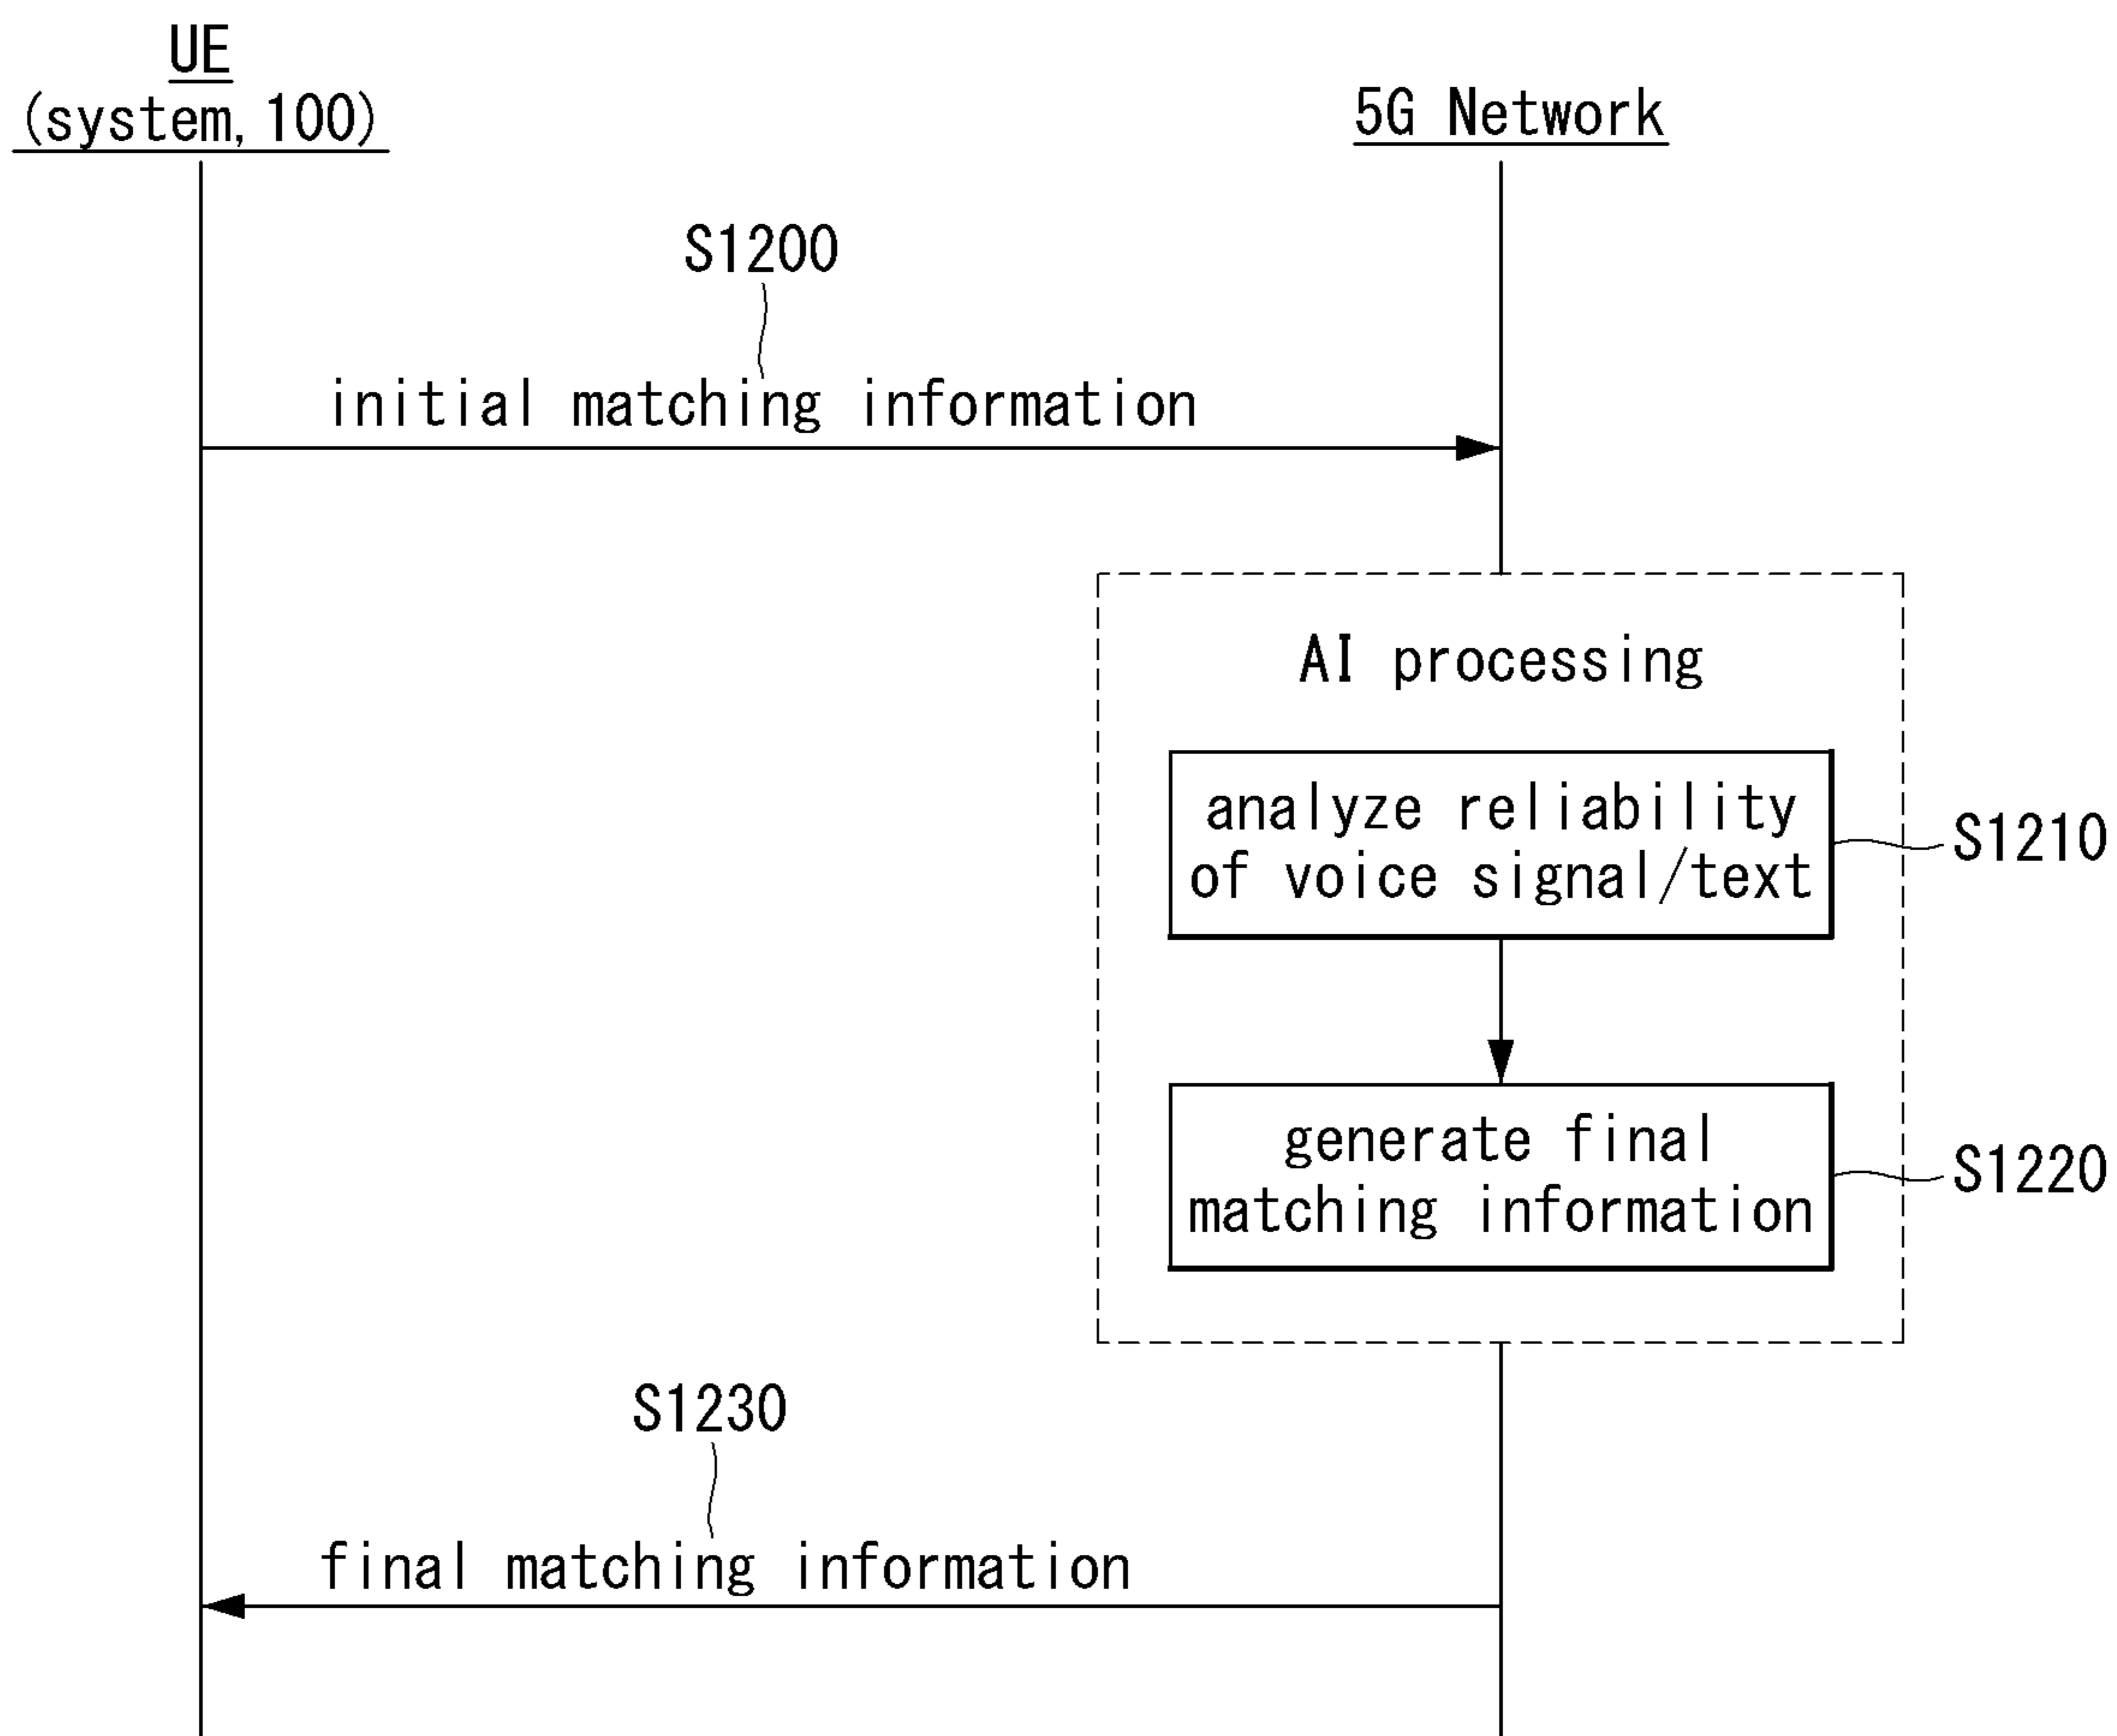 UE
(system, 100)
5G Network
S1200
initial matching information
AI processing
analyze reliability
of voice signal/text
S1210
generate final
matching information
S1220
S1230
final matching information